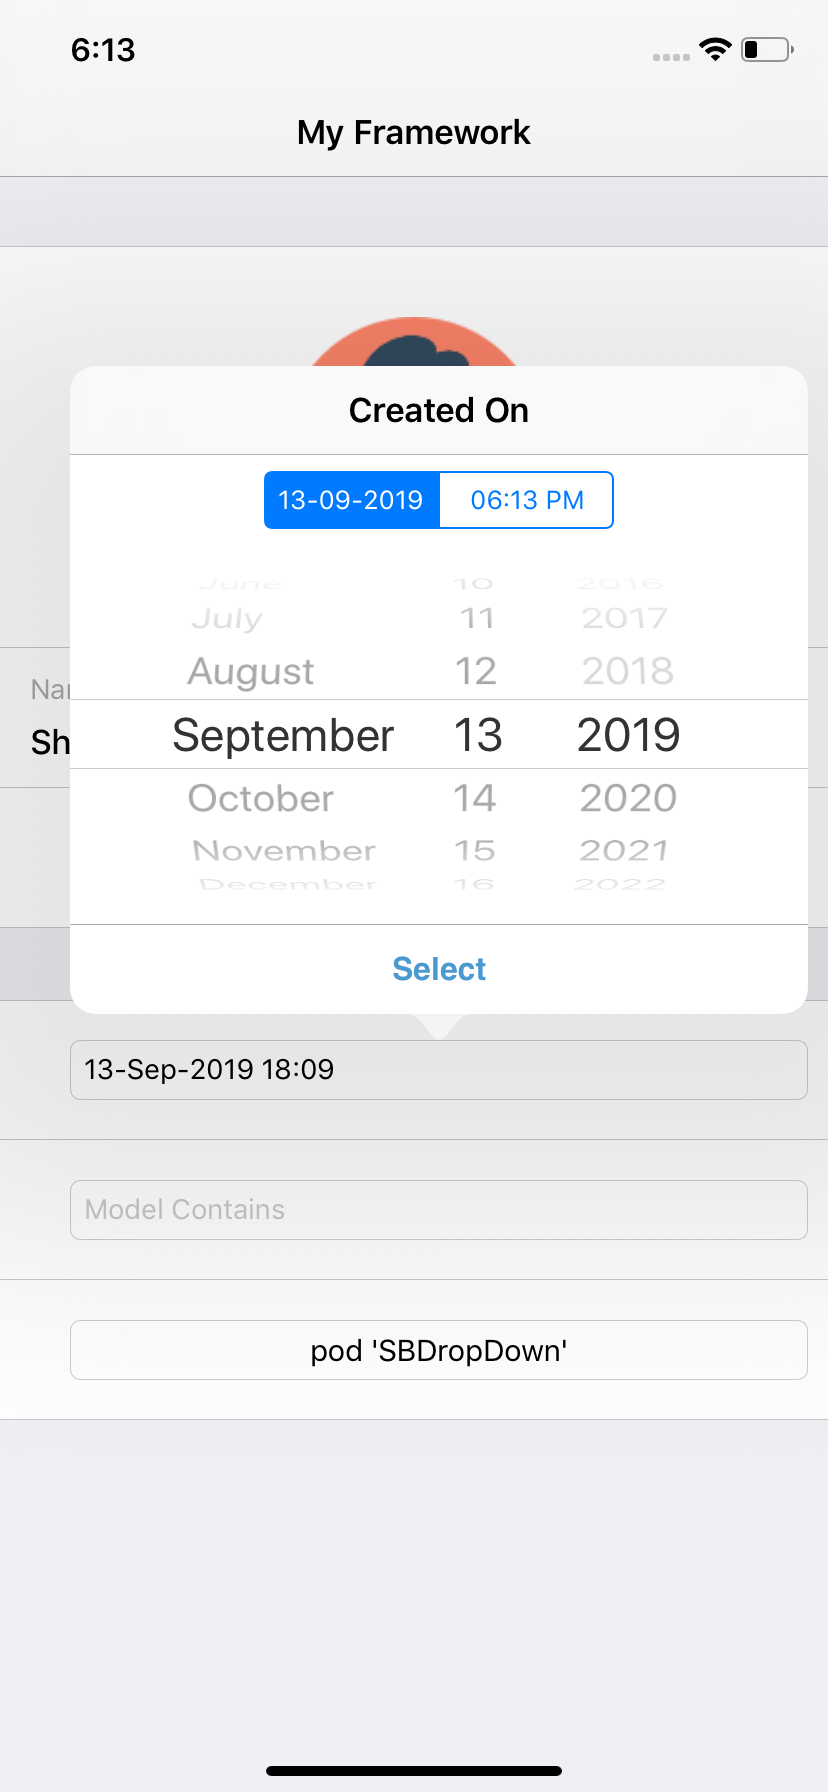 6:13
My Framework
Created On
13-09-2019 06:13 PM
June 10 2016
July 11 2017
August 12 2018
September 13 2019
October 14 2020
November 15 2021
December 16 2022
Select
13-Sep-2019 18:09
Model Contains
pod 'SBDropDown'